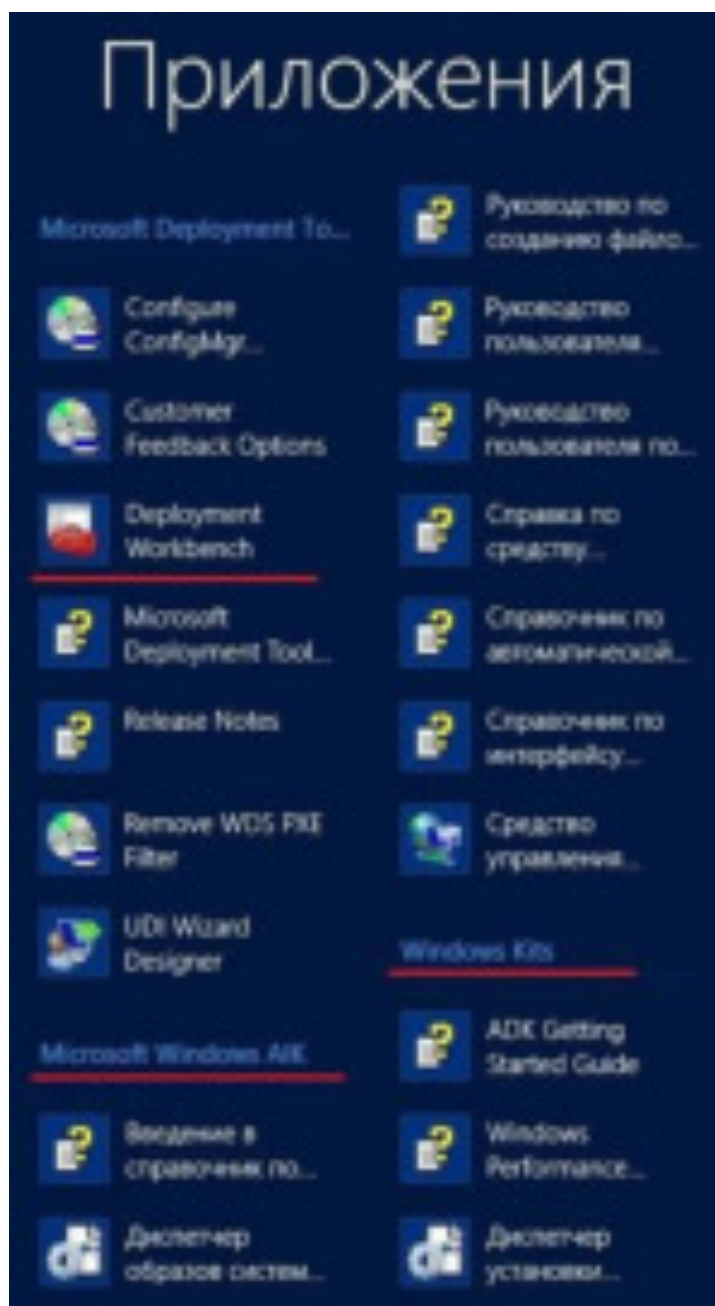 Приложения
Microsoft Deployment To...
Configure
ConfigMgr...
Customer
Feedback Options
Deployment
Workbench
Microsoft
Deployment Tool...
Release Notes
Remove WDS PXE
Filter
UDI Wizard
Designer
Microsoft Windows AIK
Введение в
справочник по...
Диспетчер
образов систем...
Руководство по
созданию файло...
Руководство
пользователя...
Руководство
пользователя по...
Справка по
средству...
Справочник по
автоматической...
Справочник по
интерфейсу...
Средство
управления...
Windows Kits
ADK Getting
Started Guide
Windows
Performance...
Диспетчер
установки...